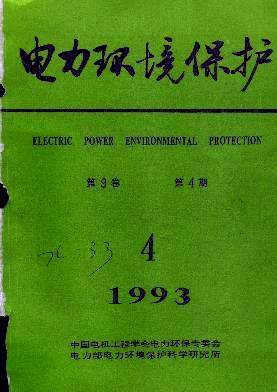 电力环境保护
ELECTRIC POWER ENVIRONMENTAL PROTECTION
第9卷 第4期
4
1993
中国电机工程学会电力环保专委会
电力部电力环境保护科学研究所